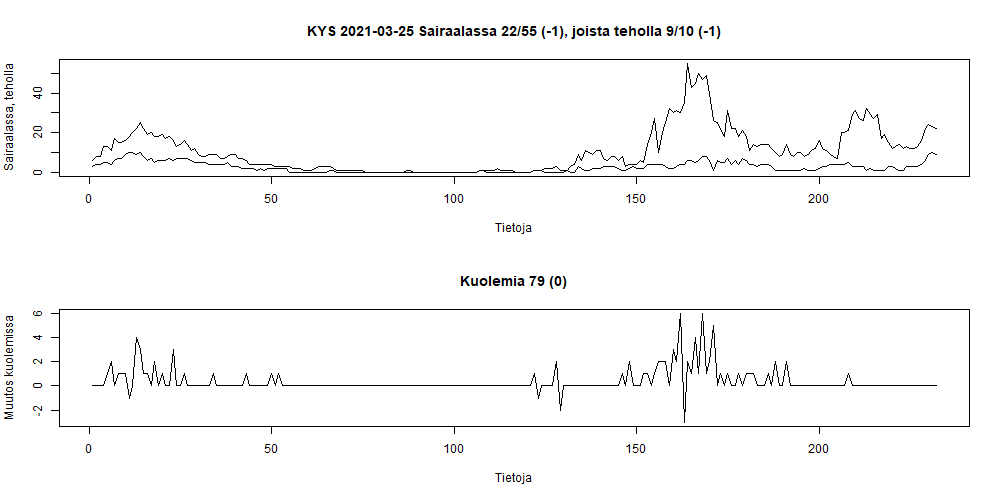 KYS 2021-03-25 Sairaalassa 22/55 (-1), joista teholla 9/10 (-1)
Sairaalassa, teholla
0 20 40
0 50 100 150 200
Tietoja
Kuolemia 79 (0)
Muutos kuolemissa
-2 0 2 4 6
0 50 100 150 200
Tietoja